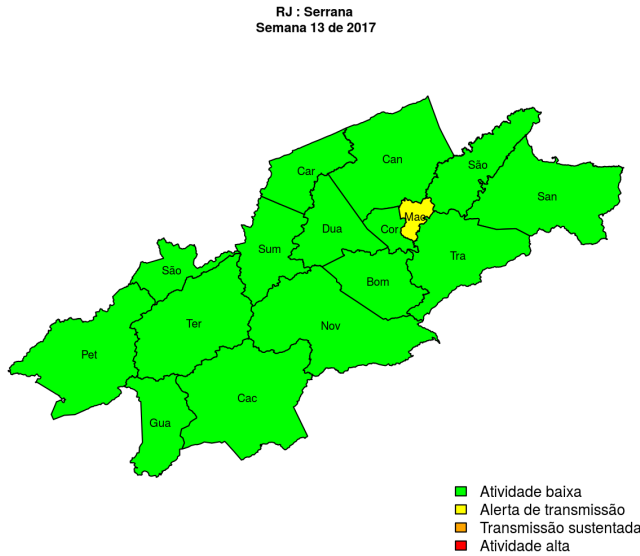 RJ : Serrana
Semana 13 de 2017
Can
São
Car
San
Mac
Dua
Cor
Sum
Tra
São
Bom
Ter
Nov
Pet
Cac
Gua
Atividade baixa
Alerta de transmissão
Transmissão sustentada
Atividade alta